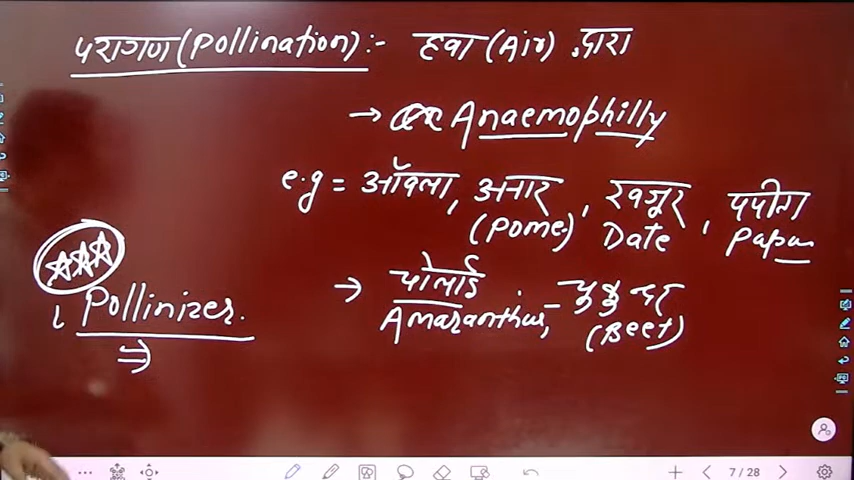 परागण (Pollination) :- हवा (Air) द्वारा
→ Anaemophilly
e.g = आँवला, अनार, खजूर, पपीता
(Pome.) Date, Papa
→ चौलाई - चुकुन्दर
Amaranthus, (Beet)
Pollinizer.
⇒
7 / 28